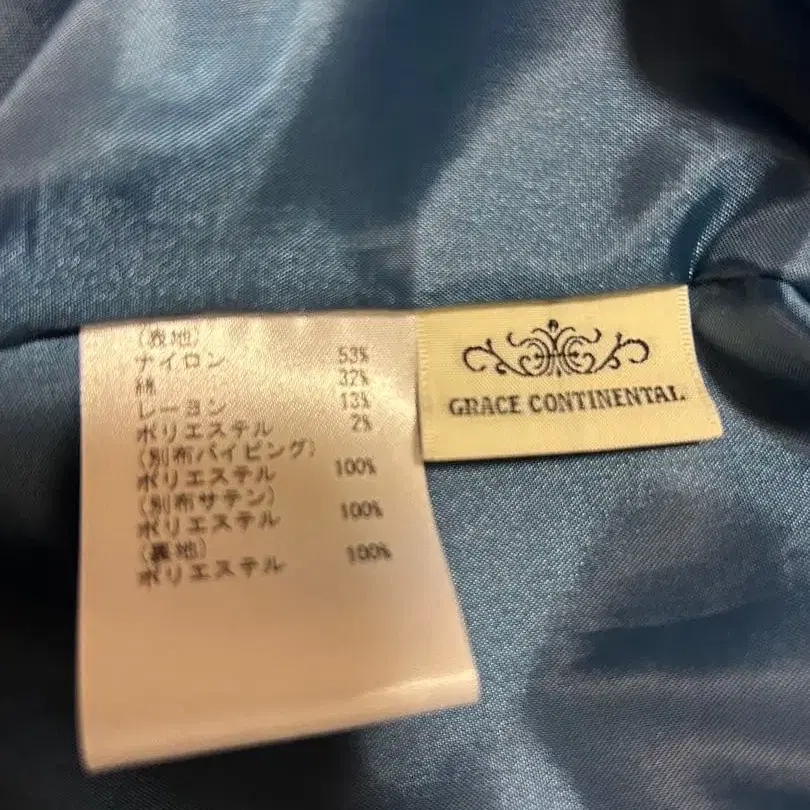 (表地)
ナイロン 53%
綿 32%
レーヨン 13%
ポリエステル 2%
(別布パイピング)
ポリエステル 100%
(別布サテン)
ポリエステル 100%
(裏地)
ポリエステル 100%
GRACE CONTINENTAL